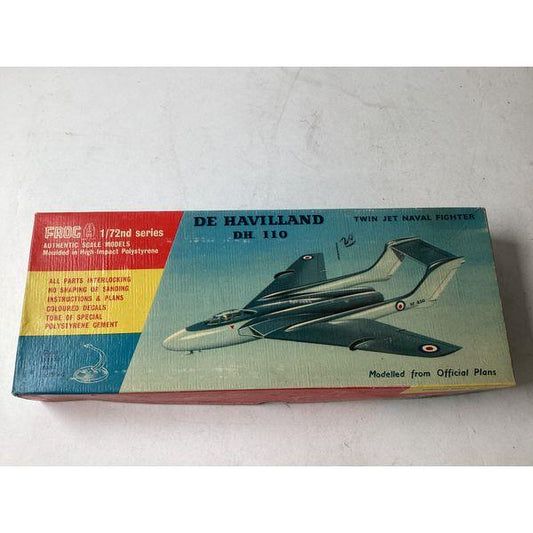 FROG 1/72nd series
AUTHENTIC SCALE MODELS
Moulded in High-Impact Polystyrene
ALL PARTS INTERLOCKING
NO SHAPING OF SANDING
INSTRUCTIONS & PLANS
COLOURED DECALS
TUBE OF SPECIAL
POLYSTYRENE CEMENT
DE HAVILLAND
DH 110
TWIN JET NAVAL FIGHTER
Modelled from Official Plans